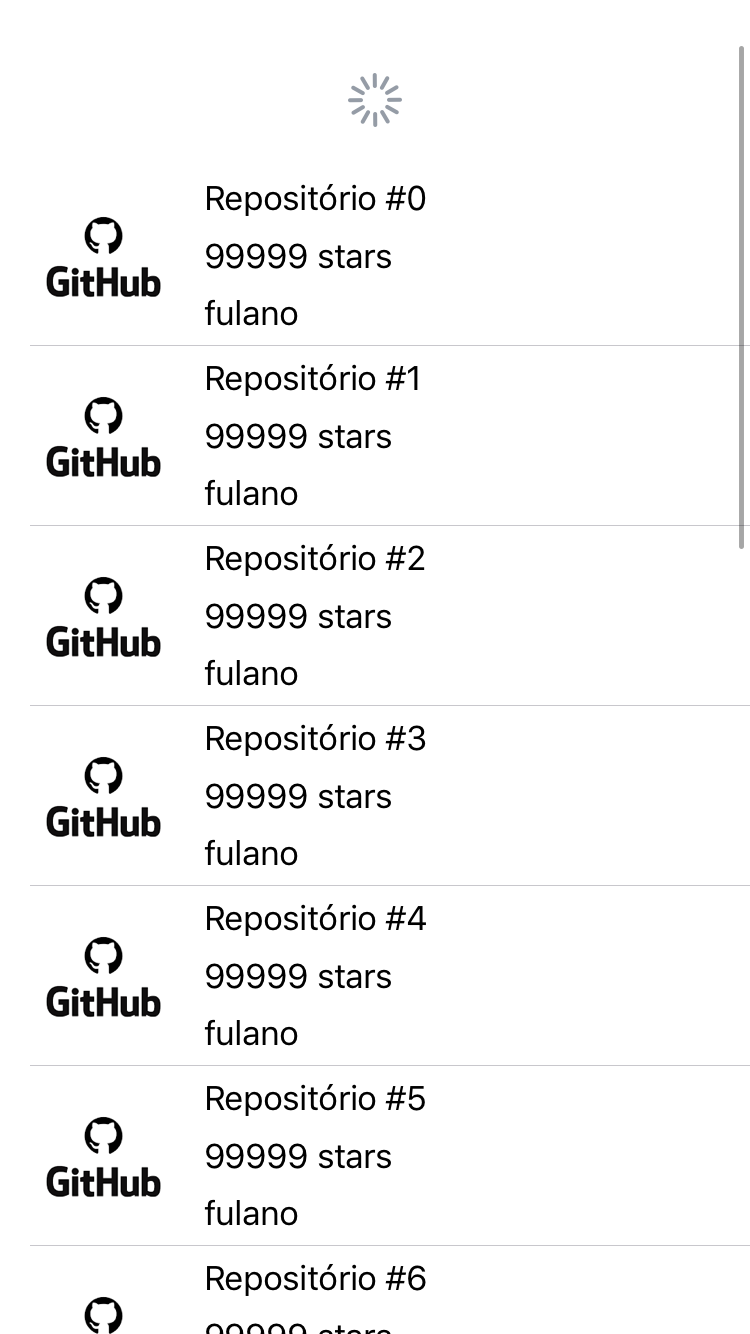 Repositório #0
GitHub
99999 stars
fulano
Repositório #1
GitHub
99999 stars
fulano
Repositório #2
GitHub
99999 stars
fulano
Repositório #3
GitHub
99999 stars
fulano
Repositório #4
GitHub
99999 stars
fulano
Repositório #5
GitHub
99999 stars
fulano
Repositório #6
99999 stars